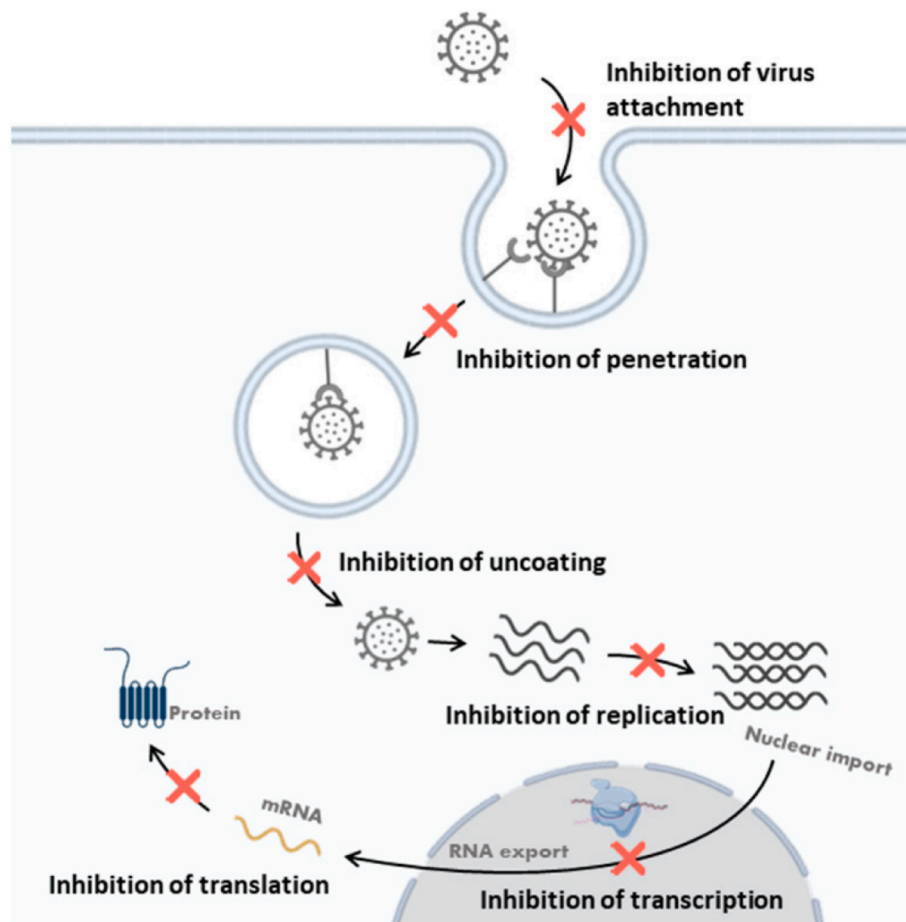 Inhibition of virus
attachment
Inhibition of penetration
Inhibition of uncoating
Inhibition of replication
Protein
Nuclear import
mRNA
RNA export
Inhibition of translation
Inhibition of transcription